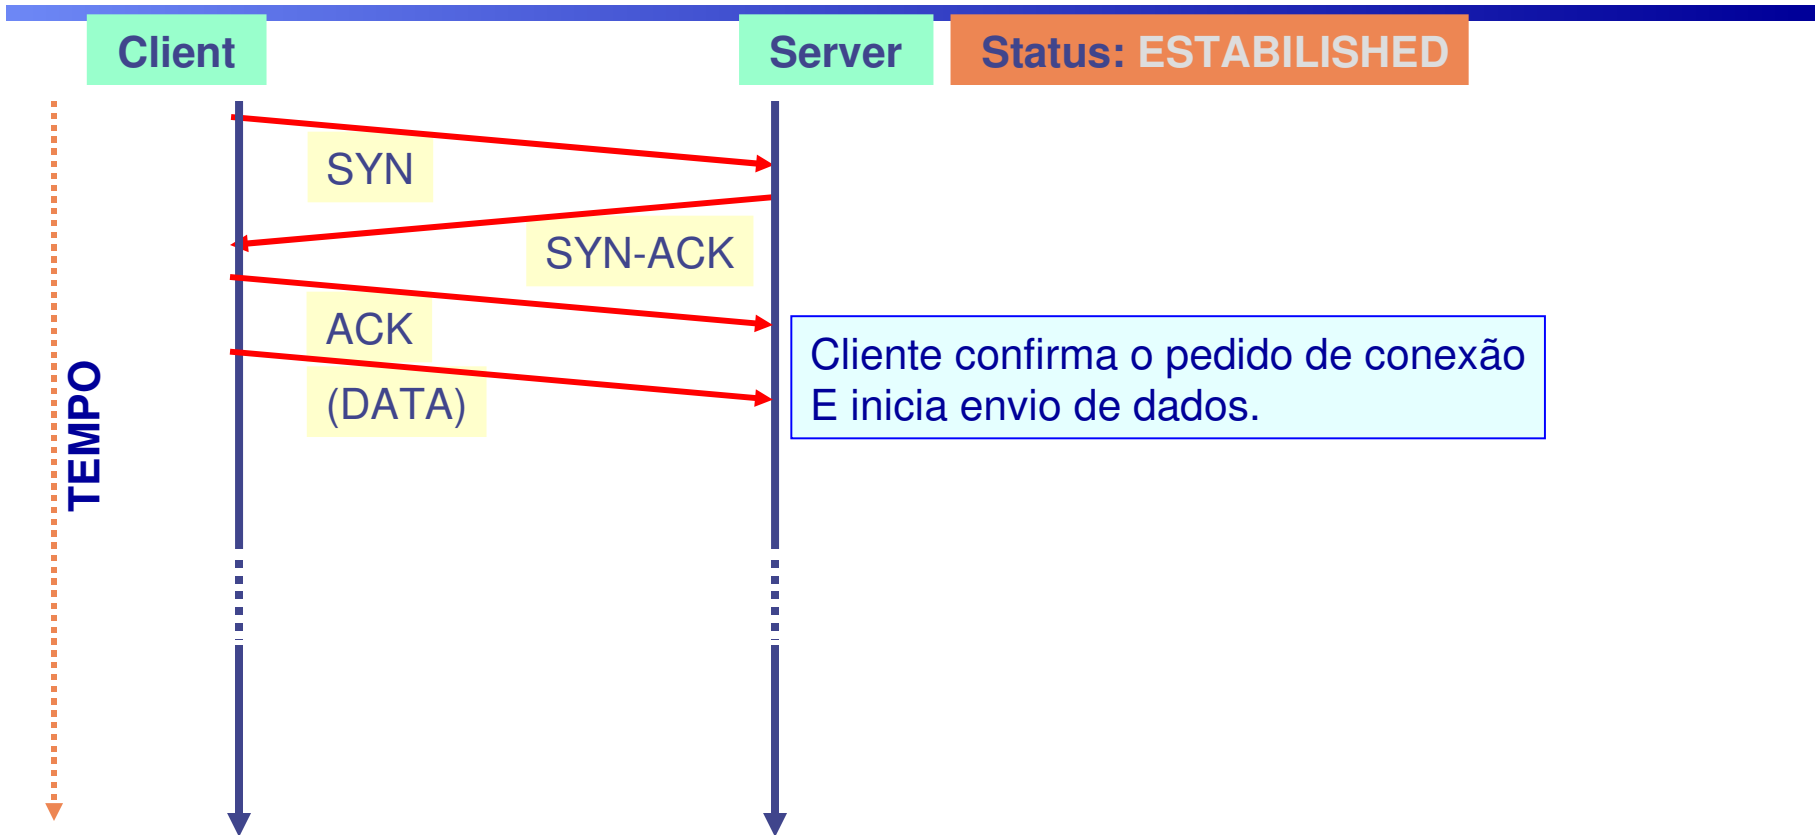 Client
Server
Status: ESTABILISHED
SYN
SYN-ACK
ACK
(DATA)
Cliente confirma o pedido de conexão
E inicia envio de dados.
TEMPO